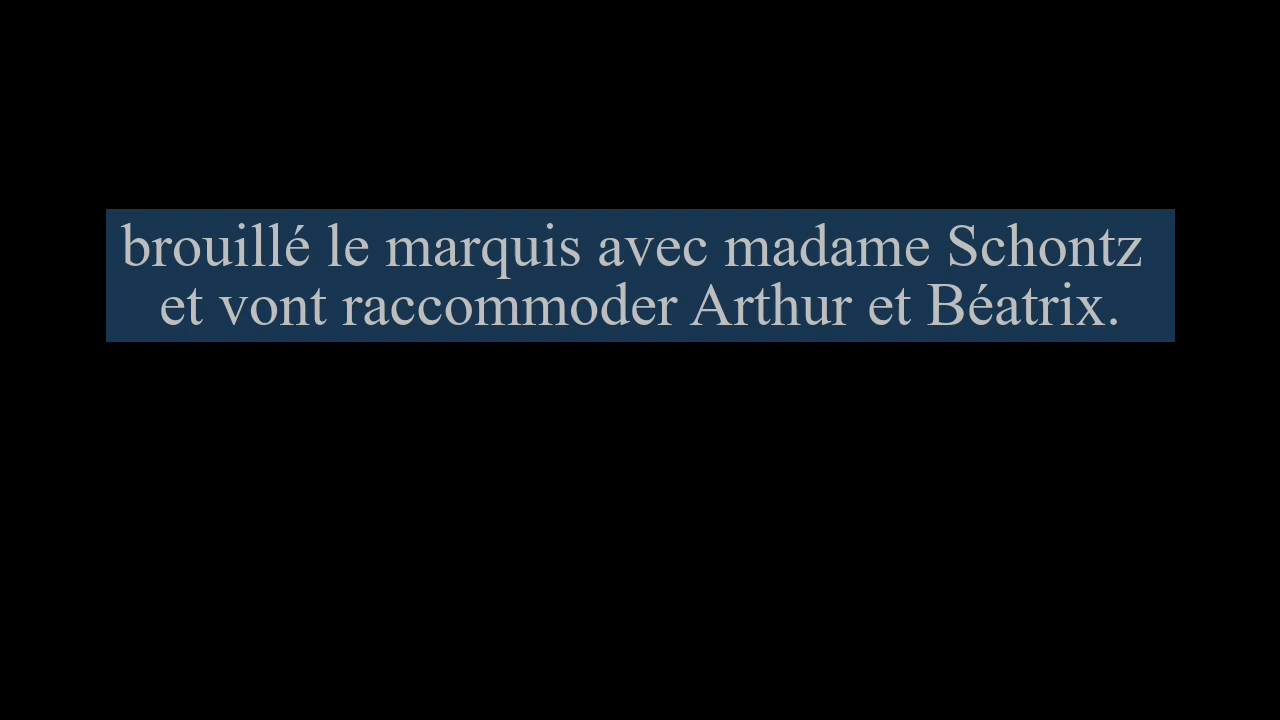 brouillé le marquis avec madame Schontz
et vont raccommoder Arthur et Béatrix.